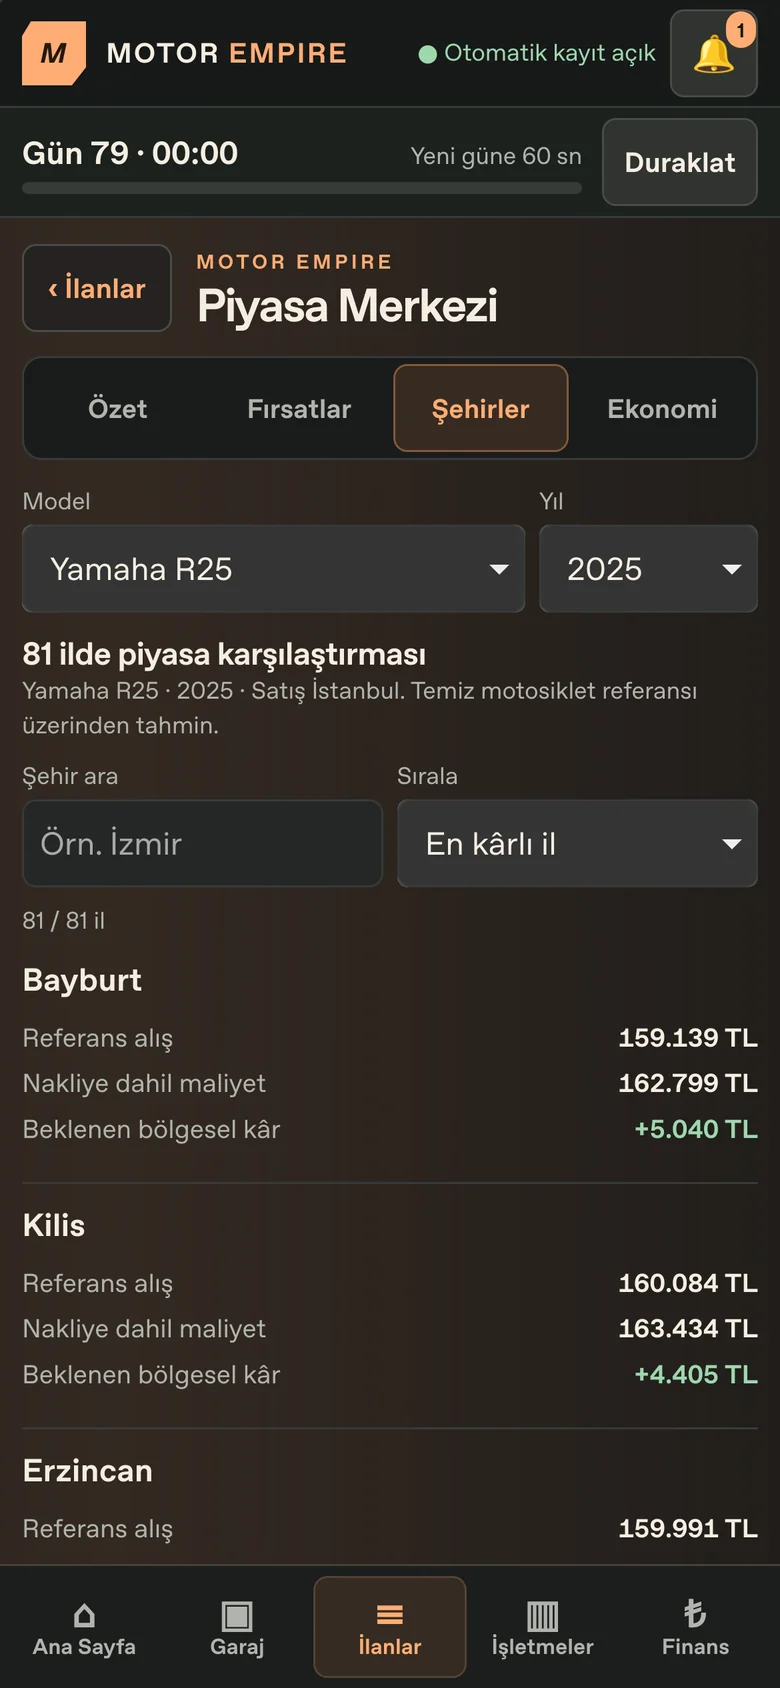 M MOTOR EMPIRE
Otomatik kayıt açık
1
Gün 79 · 00:00
Yeni güne 60 sn
Duraklat
‹ İlanlar
MOTOR EMPIRE
Piyasa Merkezi
Özet
Fırsatlar
Şehirler
Ekonomi
Model
Yıl
Yamaha R25
2025
81 ilde piyasa karşılaştırması
Yamaha R25 · 2025 · Satış İstanbul. Temiz motosiklet referansı
üzerinden tahmin.
Şehir ara
Sırala
Örn. İzmir
En kârlı il
81 / 81 il
Bayburt
Referans alış 159.139 TL
Nakliye dahil maliyet 162.799 TL
Beklenen bölgesel kâr +5.040 TL
Kilis
Referans alış 160.084 TL
Nakliye dahil maliyet 163.434 TL
Beklenen bölgesel kâr +4.405 TL
Erzincan
Referans alış 159.991 TL
Ana Sayfa
Garaj
İlanlar
İşletmeler
₺
Finans